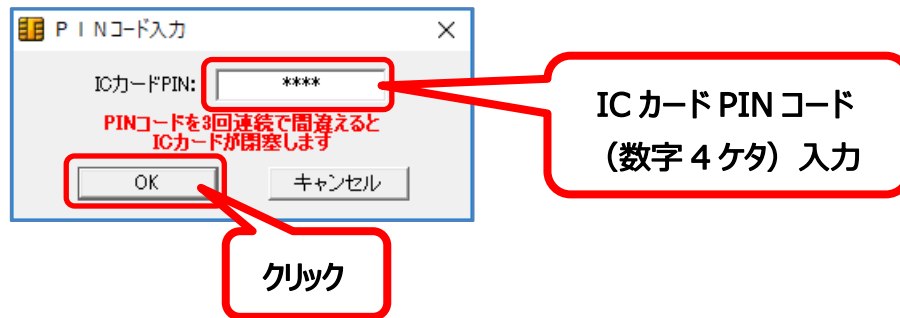 ＰＩＮコード入力
ICカードPIN: ****
PINコードを3回連続で間違えると
ICカードが閉塞します
OK キャンセル
IC カード PIN コード
（数字 4 ケタ）入力
クリック